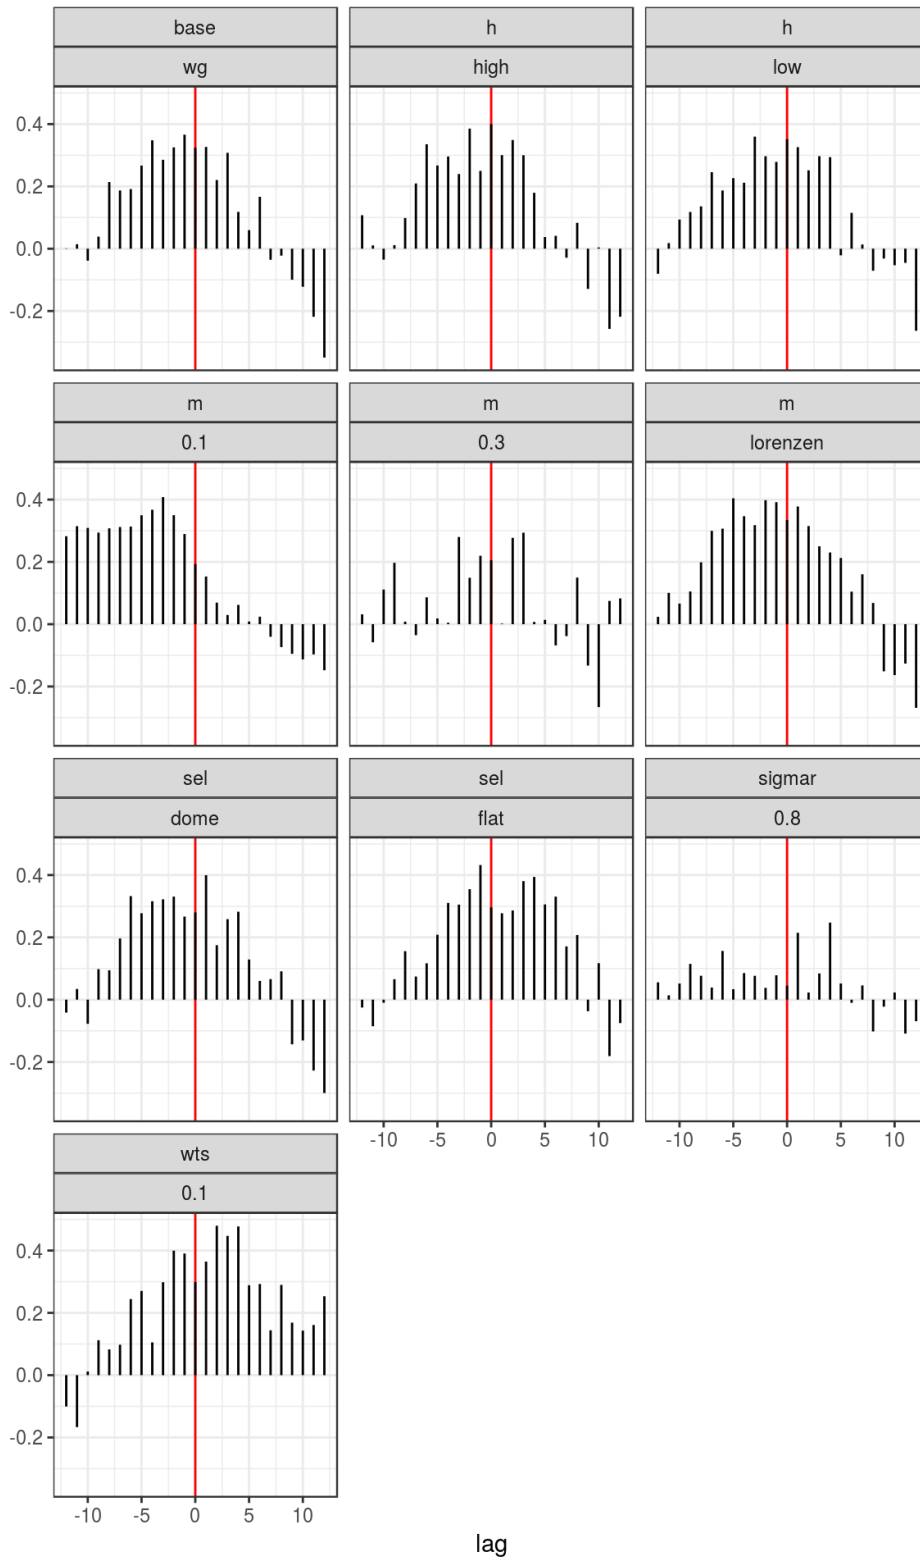 base h h
wg high low
0.4
0.2
0.0
-0.2
m m m
0.1 0.3 lorenzen
0.4
0.2
0.0
-0.2
sel sel sigmar
dome flat 0.8
0.4
0.2
0.0
-0.2
-10 -5 0 5 10 -10 -5 0 5 10
wts
0.1
0.4
0.2
0.0
-0.2
-10 -5 0 5 10
lag